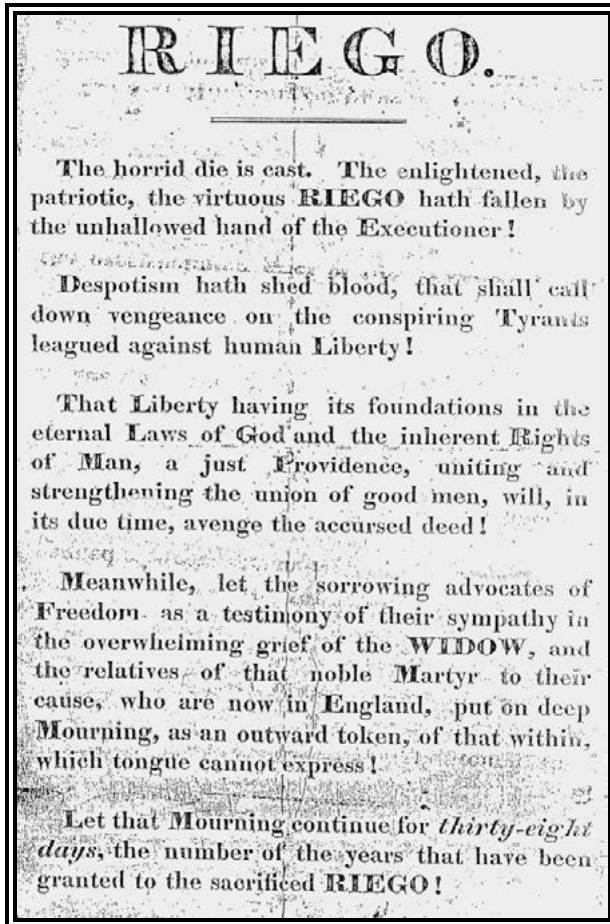 RIEGO.
The horrid die is cast. The enlightened, the
patriotic, the virtuous RIEGO hath fallen by
the unhallowed hand of the Executioner!
Despotism hath shed blood, that shall call
down vengeance on the conspiring Tyrants
leagued against human Liberty!
That Liberty having its foundations in the
eternal Laws of God and the inherent Rights
of Man, a just Providence, uniting and
strengthening the union of good men, will, in
its due time, avenge the accursed deed!
Meanwhile, let the sorrowing advocates of
Freedom as a testimony of their sympathy in
the overwhelming grief of the WIDOW, and
the relatives of that noble Martyr to their
cause, who are now in England, put on deep
Mourning, as an outward token, of that within,
which tongue cannot express!
Let that Mourning continue for thirty-eight
days, the number of the years that have been
granted to the sacrificed RIEGO!